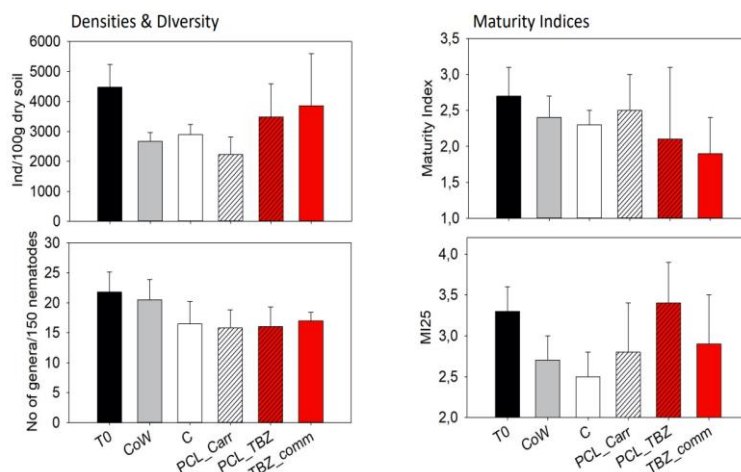 Densities & DIversity
Maturity Indices
Ind/100g dry soil
6000
5000
4000
3000
2000
1000
0
Maturity Index
3,5
3,0
2,5
2,0
1,5
1,0
No of genera/150 nematodes
30
25
20
15
10
5
0
T0
CoW
C
PCL_Carr
PCL_TBZ
TBZ_comm
MI25
4,0
3,5
3,0
2,5
2,0
T0
CoW
C
PCL_Carr
PCL_TBZ
TBZ_comm